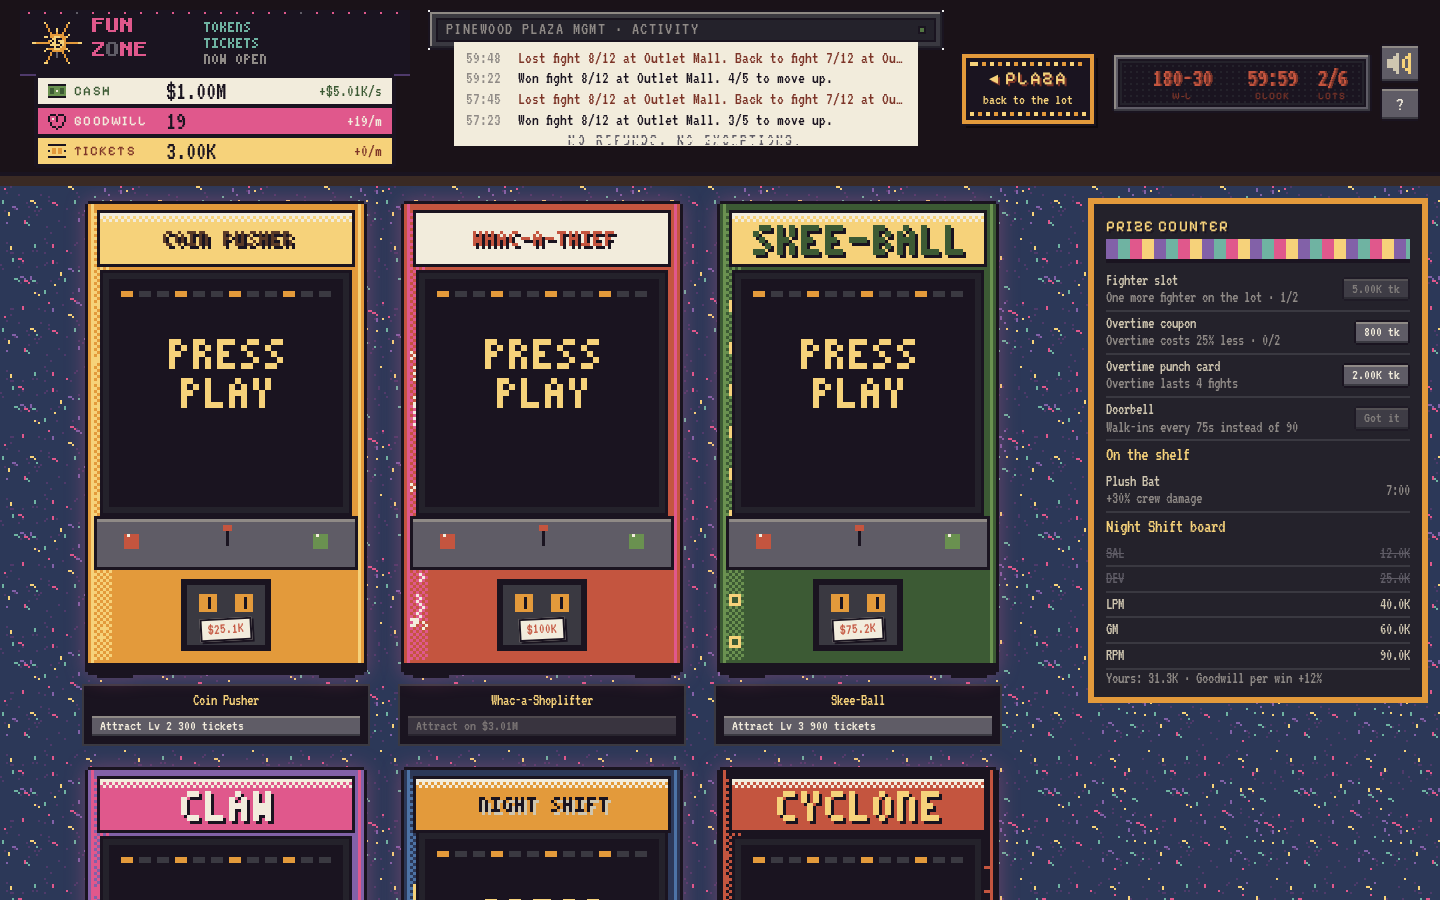 FUN
ZONE
TOKENS
TICKETS
NOW OPEN
CASH $1.00M +$5.01K/s
GOODWILL 19 +19/m
TICKETS 3.00K +0/m
PINEWOOD PLAZA MGMT · ACTIVITY
59:48 Lost fight 8/12 at Outlet Mall. Back to fight 7/12 at Ou…
59:22 Won fight 8/12 at Outlet Mall. 4/5 to move up.
57:45 Lost fight 8/12 at Outlet Mall. Back to fight 7/12 at Ou…
57:23 Won fight 8/12 at Outlet Mall. 3/5 to move up.
NO REFUNDS. NO EXCEPTIONS.
◄ PLAZA
back to the lot
180-30 59:59 2/6
W-L CLOCK LOTS
?
COIN PUSHER
WHAC-A-THIEF
SKEE-BALL
PRESS
PLAY
PRESS
PLAY
PRESS
PLAY
$25.1K
$100K
$75.2K
Coin Pusher
Attract Lv 2 300 tickets
Whac-a-Shoplifter
Attract on $3.01M
Skee-Ball
Attract Lv 3 900 tickets
CLAW
NIGHT SHIFT
CYCLONE
PRIZE COUNTER
Fighter slot
One more fighter on the lot · 1/2
5.00K tk
Overtime coupon
Overtime costs 25% less · 0/2
800 tk
Overtime punch card
Overtime lasts 4 fights
2.00K tk
Doorbell
Walk-ins every 75s instead of 90
Got it
On the shelf
Plush Bat
+30% crew damage
7:00
Night Shift board
SAL 12.0K
DEV 25.0K
LPM 40.0K
GM 60.0K
RPM 90.0K
Yours: 31.3K · Goodwill per win +12%